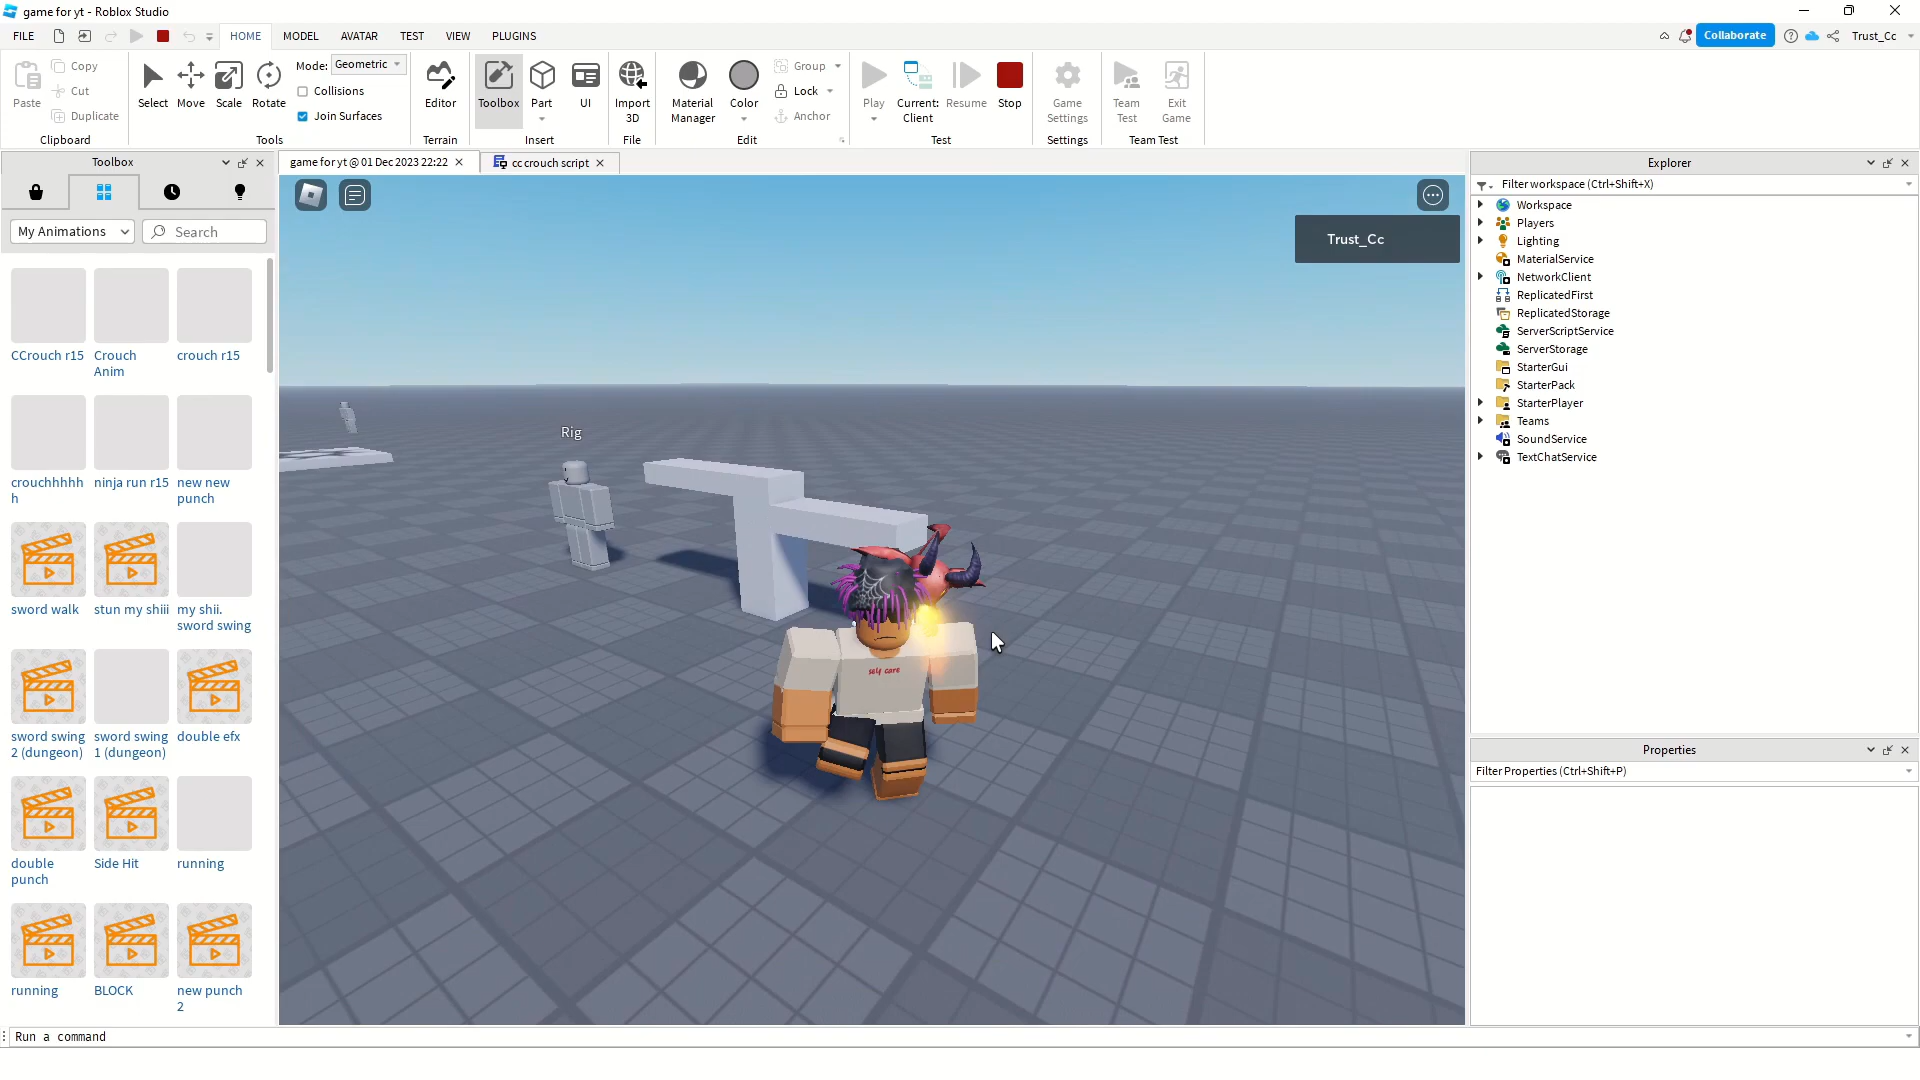 game for yt - Roblox Studio
FILE
HOME
MODEL
AVATAR
TEST
VIEW
PLUGINS
Collaborate
Trust_Cc
Paste
Copy
Cut
Duplicate
Clipboard
Select
Move
Scale
Rotate
Mode: Geometric
Collisions
Join Surfaces
Tools
Editor
Terrain
Toolbox
Part
UI
Insert
Import
3D
File
Material
Manager
Color
Group
Lock
Anchor
Edit
Play
Current:
Client
Resume
Stop
Test
Game
Settings
Settings
Team
Test
Exit
Game
Team Test
Toolbox
My Animations
Search
CCrouch r15
Crouch
Anim
crouch r15
crouchhhhh
h
ninja run r15
new new
punch
sword walk
stun my shiii
my shii.
sword swing
sword swing
2 (dungeon)
sword swing
1 (dungeon)
double efx
double
punch
Side Hit
running
running
BLOCK
new punch
2
game for yt @ 01 Dec 2023 22:22
cc crouch script
Trust_Cc
Rig
self care
Explorer
Filter workspace (Ctrl+Shift+X)
Workspace
Players
Lighting
MaterialService
NetworkClient
ReplicatedFirst
ReplicatedStorage
ServerScriptService
ServerStorage
StarterGui
StarterPack
StarterPlayer
Teams
SoundService
TextChatService
Properties
Filter Properties (Ctrl+Shift+P)
Run a command